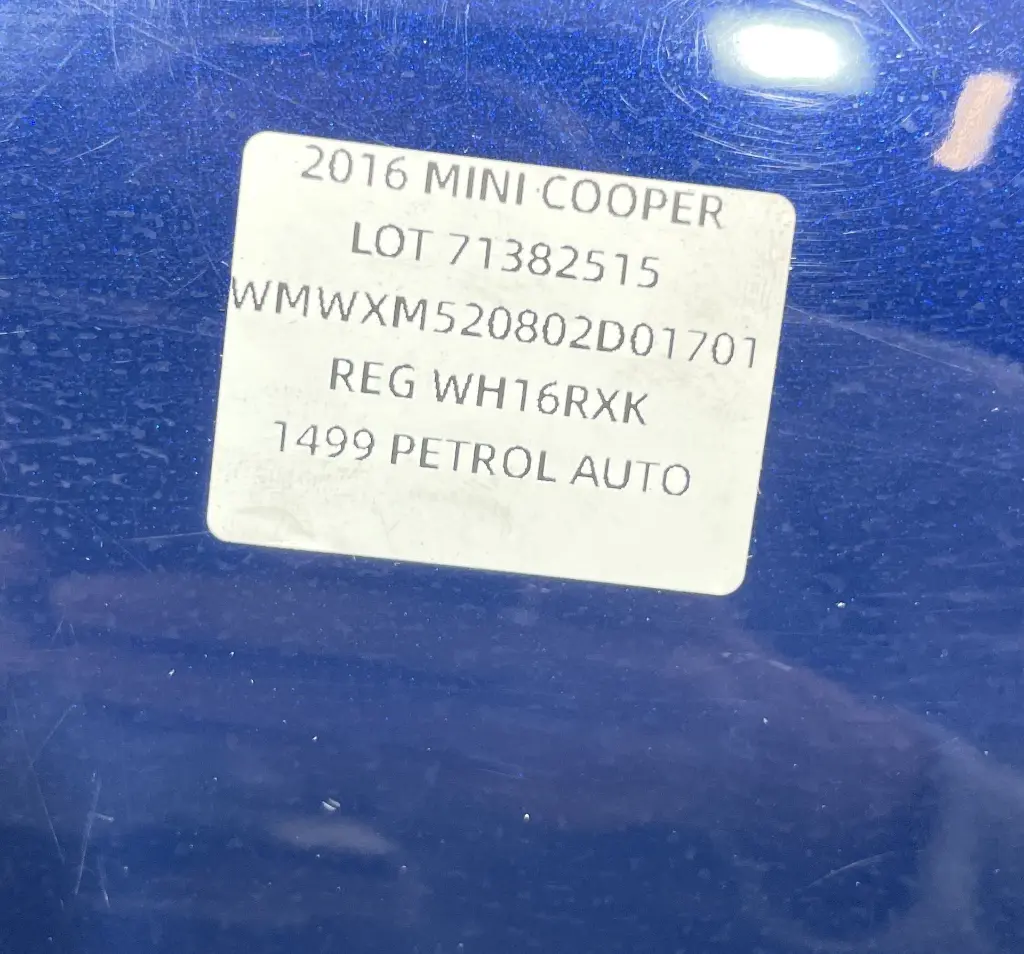 2016 MINI COOPER
LOT 71382515
WMWXM520802D01701
REG WH16RXK
1499 PETROL AUTO